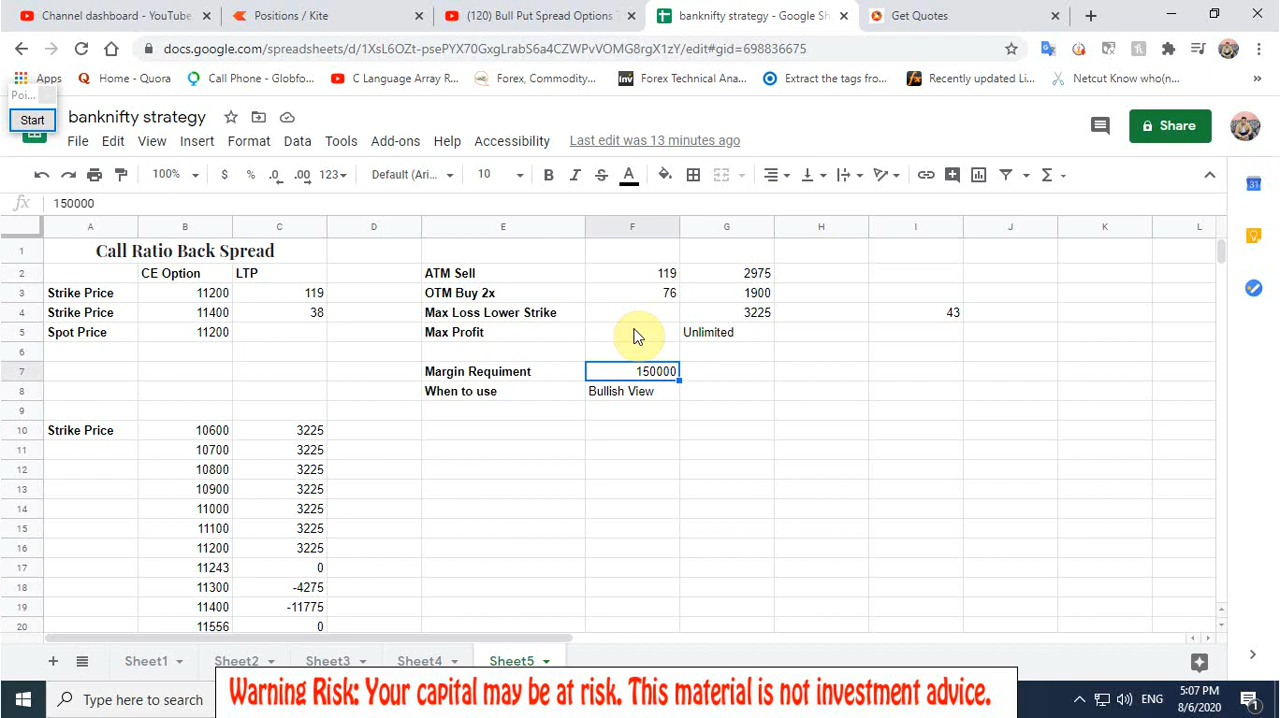 Channel dashboard - YouTube
Positions / Kite
(120) Bull Put Spread Options T
banknifty strategy - Google Sh
Get Quotes
docs.google.com/spreadsheets/d/1XsL6OZt-psePYX70GxgLrabS6a4CZWPvVOMG8rgX1zY/edit#gid=698836675
Apps
Home - Quora
Call Phone - Globfo...
C Language Array R...
Forex, Commodity...
Forex Technical Ana...
Extract the tags fro...
Recently updated Li...
Netcut Know who(n...
»
Poi...
Start
banknifty strategy
Share
File Edit View Insert Format Data Tools Add-ons Help Accessibility Last edit was 13 minutes ago
100% $ % .0 .00 123 Default (Ari... 10 B I S A
fx 150000
A B C D E F G H I J K L
1 Call Ratio Back Spread
2 CE Option LTP ATM Sell 119 2975
3 Strike Price 11200 119 OTM Buy 2x 76 1900
4 Strike Price 11400 38 Max Loss Lower Strike 3225 43
5 Spot Price 11200 Max Profit Unlimited
6
7 Margin Requiment 150000
8 When to use Bullish View
9
10 Strike Price 10600 3225
11 10700 3225
12 10800 3225
13 10900 3225
14 11000 3225
15 11100 3225
16 11200 3225
17 11243 0
18 11300 -4275
19 11400 -11775
20 11556 0
Sheet1 Sheet2 Sheet3 Sheet4 Sheet5
Type here to search
Warning Risk: Your capital may be at risk. This material is not investment advice.
ENG
5:07 PM
8/6/2020